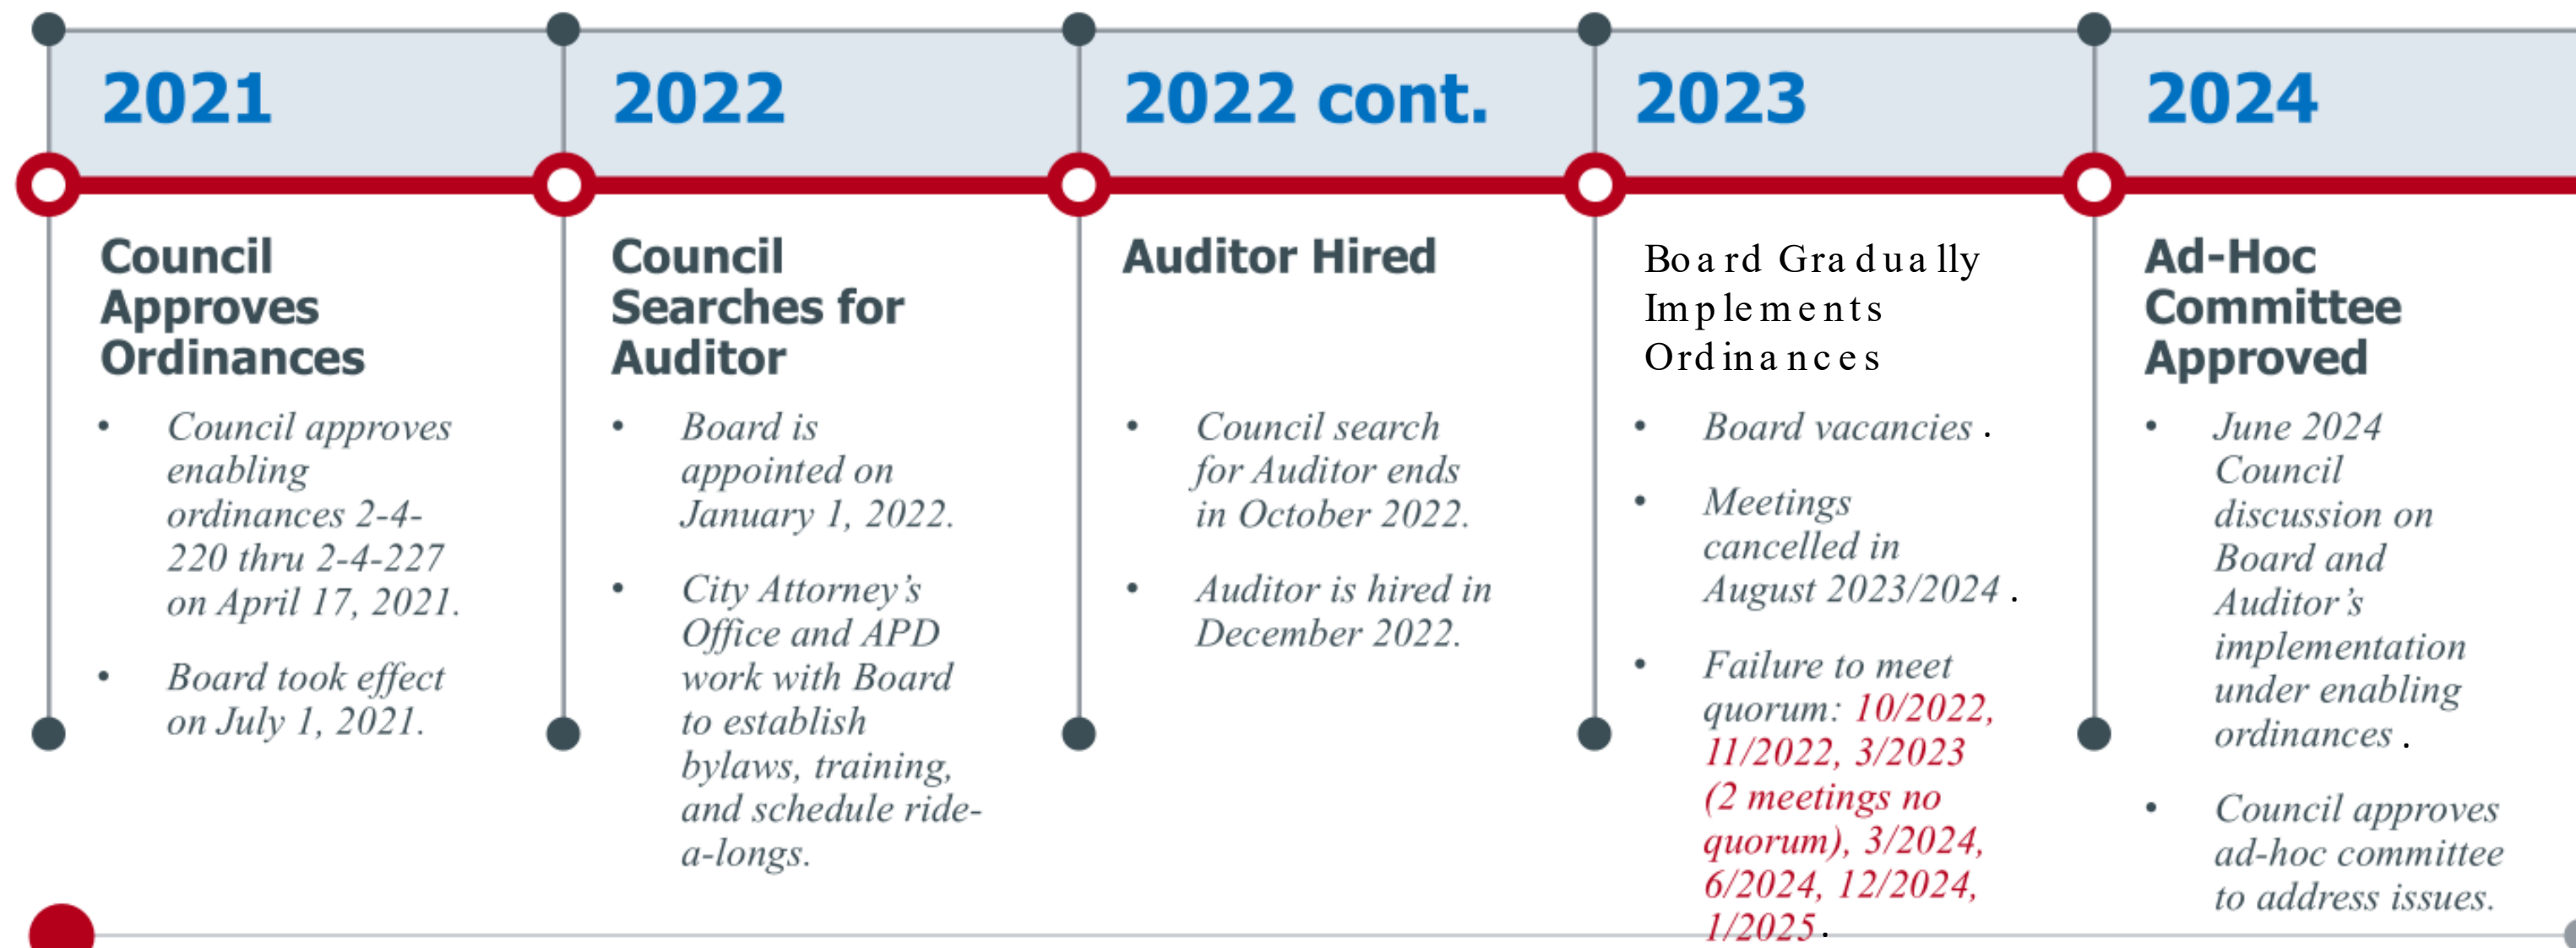 2021
Council
Approves
Ordinances
• Council approves
enabling
ordinances 2-4-
220 thru 2-4-227
on April 17, 2021.
• Board took effect
on July 1, 2021.
2022
Council
Searches for
Auditor
• Board is
appointed on
January 1, 2022.
• City Attorney’s
Office and APD
work with Board
to establish
bylaws, training,
and schedule ride-
a-longs.
2022 cont.
Auditor Hired
• Council search
for Auditor ends
in October 2022.
• Auditor is hired in
December 2022.
2023
Board Gradually
Implements
Ordinances
• Board vacancies .
• Meetings
cancelled in
August 2023/2024 .
• Failure to meet
quorum: 10/2022,
11/2022, 3/2023
(2 meetings no
quorum), 3/2024,
6/2024, 12/2024,
1/2025 .
2024
Ad-Hoc
Committee
Approved
• June 2024
Council
discussion on
Board and
Auditor’s
implementation
under enabling
ordinances .
• Council approves
ad-hoc committee
to address issues.